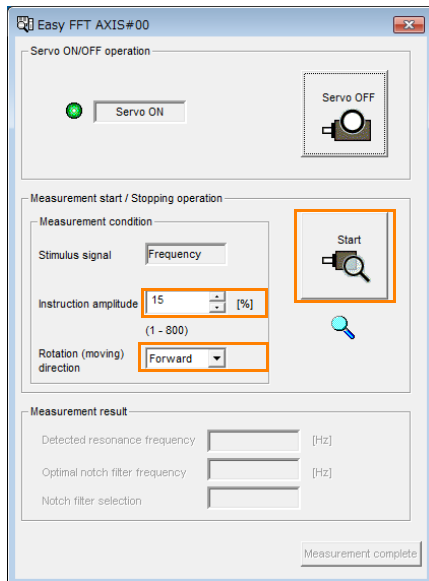 Easy FFT AXIS#00
Servo ON/OFF operation
Servo ON
Servo OFF
Measurement start / Stopping operation
Measurement condition
Stimulus signal
Frequency
Start
Instruction amplitude
15
[%]
(1 - 800)
Rotation (moving)
direction
Forward
Measurement result
Detected resonance frequency
[Hz]
Optimal notch filter frequency
[Hz]
Notch filter selection
Measurement complete